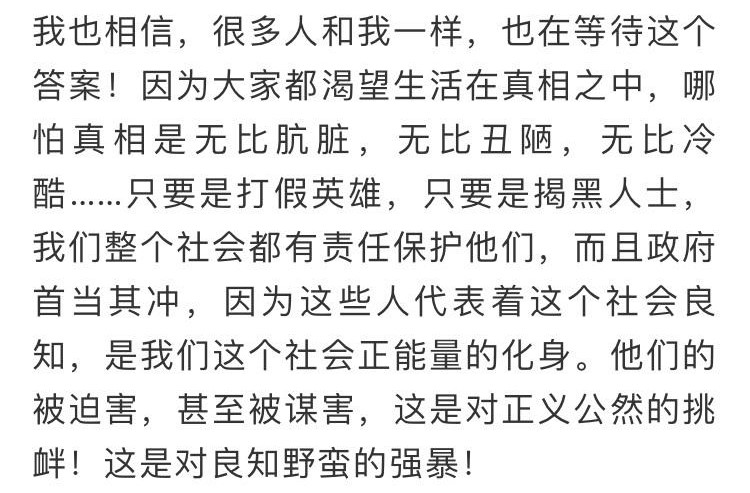 我也相信，很多人和我一样，也在等待这个
答案！因为大家都渴望生活在真相之中，哪
怕真相是无比肮脏，无比丑陋，无比冷
酷......只要是打假英雄，只要是揭黑人士，
我们整个社会都有责任保护他们，而且政府
首当其冲，因为这些人代表着这个社会良
知，是我们这个社会正能量的化身。他们的
被迫害，甚至被谋害，这是对正义公然的挑
衅！这是对良知野蛮的强暴！